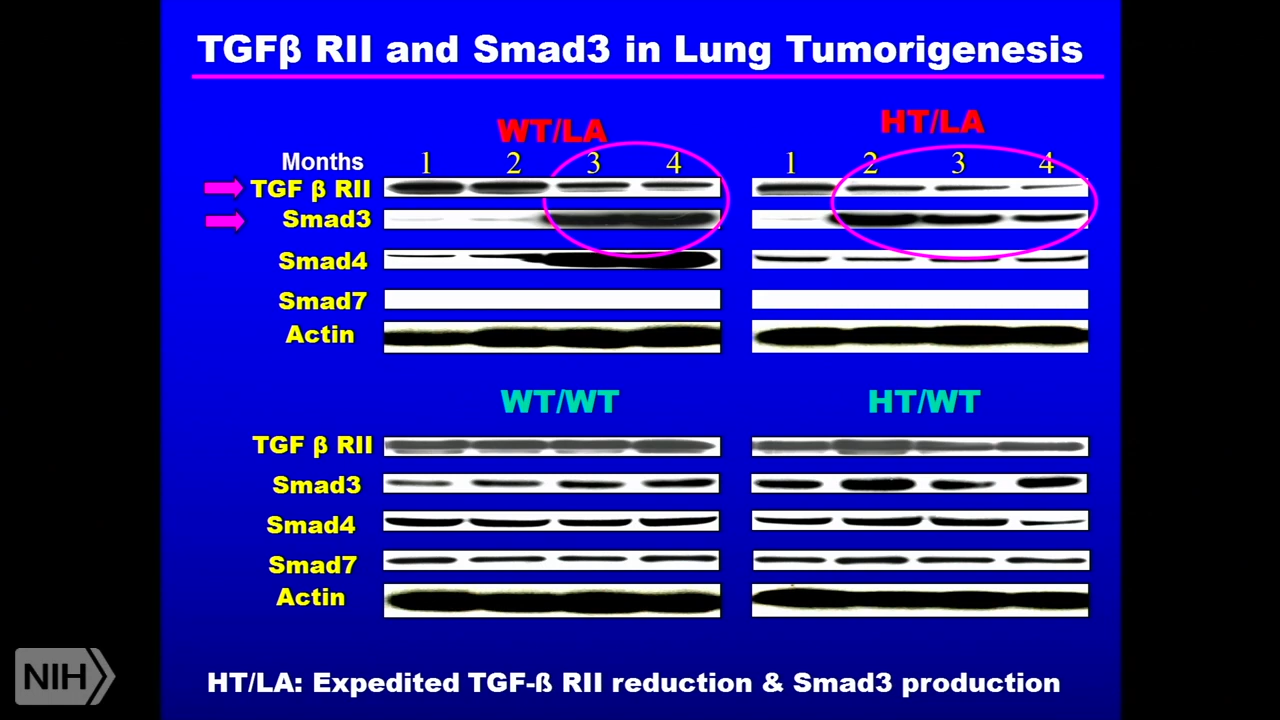 TGFβ RII and Smad3 in Lung Tumorigenesis
WT/LA
HT/LA
Months 1 2 3 4 1 2 3 4
TGF β RII
Smad3
Smad4
Smad7
Actin
WT/WT
HT/WT
TGF β RII
Smad3
Smad4
Smad7
Actin
NIH
HT/LA: Expedited TGF-ß RII reduction & Smad3 production